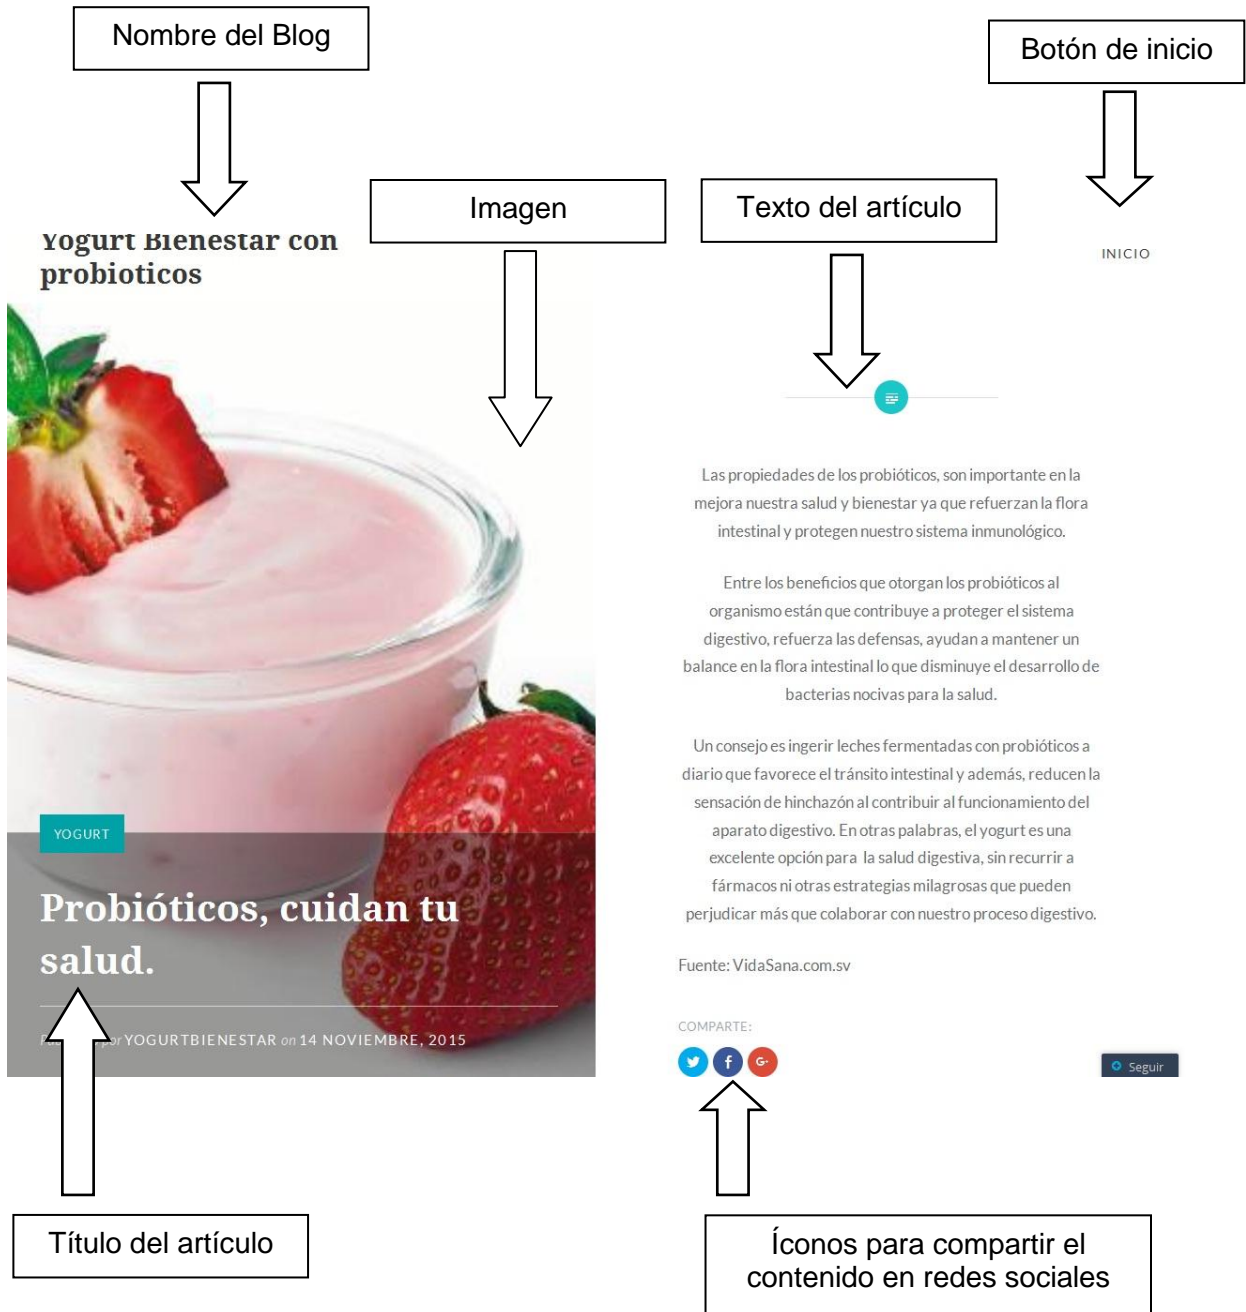 Nombre del Blog
Botón de inicio
Imagen
Texto del artículo
Yogurt Bienestar con
probioticos
INICIO
Las propiedades de los probióticos, son importante en la
mejora nuestra salud y bienestar ya que refuerzan la flora
intestinal y protegen nuestro sistema inmunológico.
Entre los beneficios que otorgan los probióticos al
organismo están que contribuye a proteger el sistema
digestivo, refuerza las defensas, ayudan a mantener un
balance en la flora intestinal lo que disminuye el desarrollo de
bacterias nocivas para la salud.
Un consejo es ingerir leches fermentadas con probióticos a
diario que favorece el tránsito intestinal y además, reducen la
sensación de hinchazón al contribuir al funcionamiento del
aparato digestivo. En otras palabras, el yogurt es una
excelente opción para la salud digestiva, sin recurrir a
fármacos ni otras estrategias milagrosas que pueden
perjudicar más que colaborar con nuestro proceso digestivo.
Fuente: VidaSana.com.sv
COMPARTE:
f
G+
Seguir
YOGURT
Probióticos, cuidan tu
salud.
por YOGURTBIENESTAR on 14 NOVIEMBRE, 2015
Título del artículo
Íconos para compartir el
contenido en redes sociales